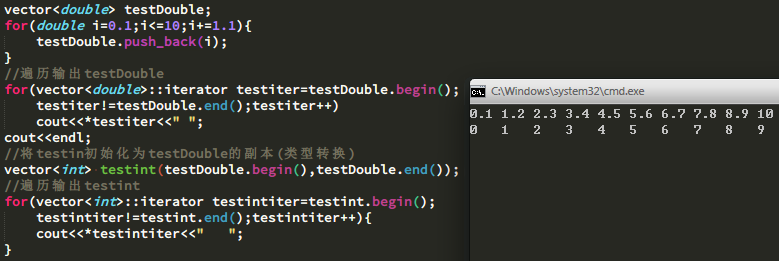 vector<double> testDouble;
for(double i=0.1;i<=10;i+=1.1){
    testDouble.push_back(i);
}
//遍历输出testDouble
for(vector<double>::iterator testiter=testDouble.begin();
    testiter!=testDouble.end();testiter++)
    cout<<*testiter<<" ";
cout<<endl;
//将testin初始化为testDouble的副本(类型转换)
vector<int> testint(testDouble.begin(),testDouble.end());
//遍历输出testint
for(vector<int>::iterator testintiter=testint.begin();
    testintiter!=testint.end();testintiter++){
    cout<<*testintiter<<"   ";
}
C:\Windows\system32\cmd.exe
0.1 1.2 2.3 3.4 4.5 5.6 6.7 7.8 8.9 10
0   1   2   3   4   5   6   7   8   9